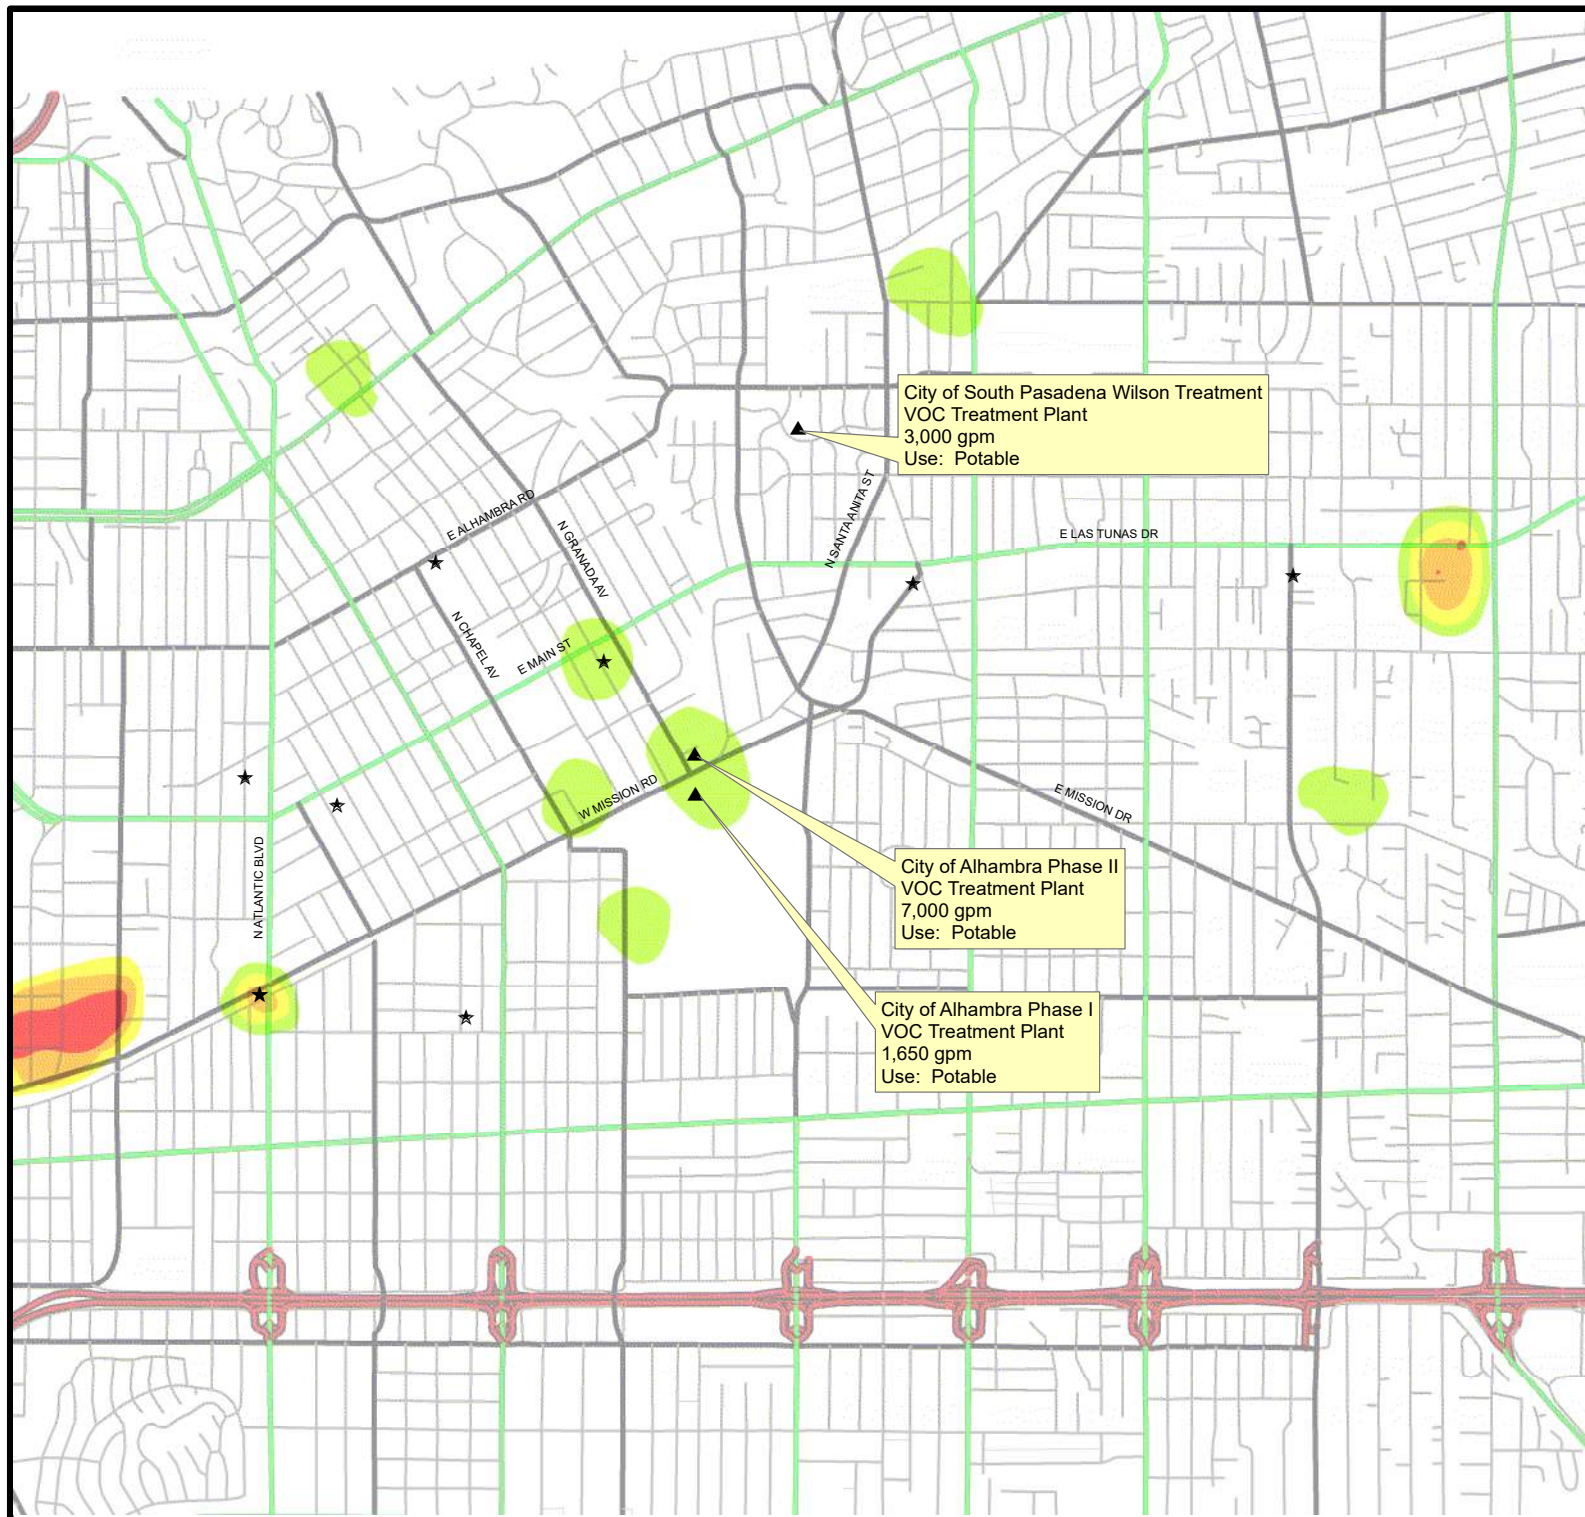 City of South Pasadena Wilson Treatment
VOC Treatment Plant
3,000 gpm
Use:  Potable
E ALHAMBRA RD
N GRANADA AV
N SANTA ANITA ST
E LAS TUNAS DR
N CHAPEL AV
E MAIN ST
W MISSION RD
E MISSION DR
N ATLANTIC BLVD
City of Alhambra Phase II
VOC Treatment Plant
7,000 gpm
Use:  Potable
City of Alhambra Phase I
VOC Treatment Plant
1,650 gpm
Use:  Potable